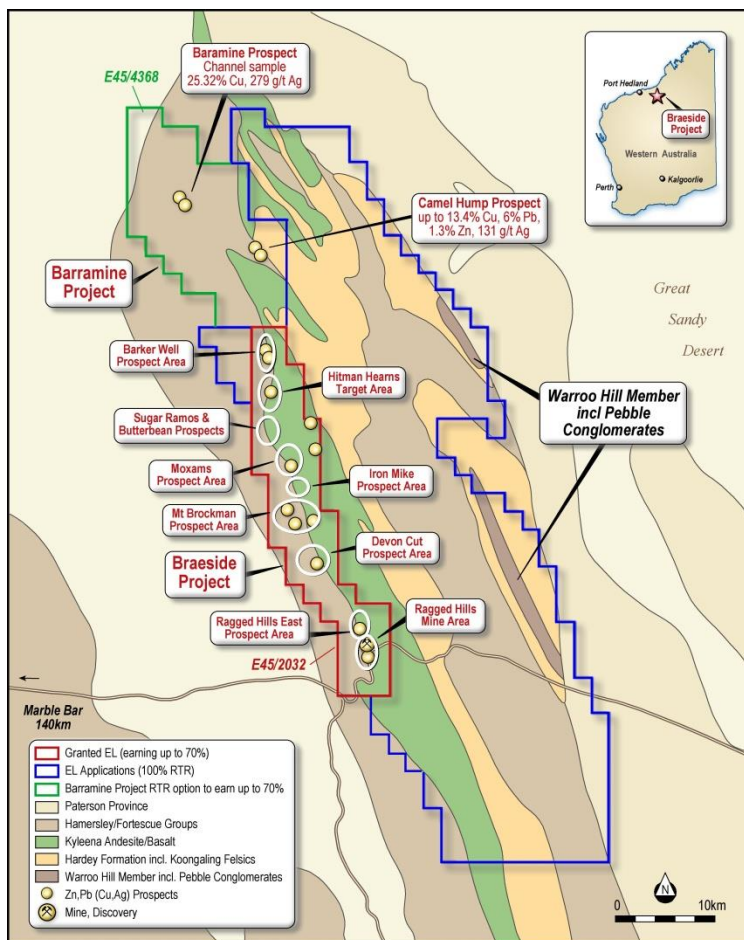 Baramine Prospect
Channel sample
25.32% Cu, 279 g/t Ag
E45/4368
Port Hedland
Braeside
Project
Western Australia
Perth
Kalgoorlie
Camel Hump Prospect
up to 13.4% Cu, 6% Pb,
1.3% Zn, 131 g/t Ag
Barramine
Project
Great
Sandy
Desert
Barker Well
Prospect Area
Hitman Hearns
Target Area
Warroo Hill Member
incl Pebble
Conglomerates
Sugar Ramos &
Butterbean Prospects
Moxams
Prospect Area
Iron Mike
Prospect Area
Mt Brockman
Prospect Area
Devon Cut
Prospect Area
Braeside
Project
Ragged Hills East
Prospect Area
Ragged Hills
Mine Area
E45/2032
Marble Bar
140km
Granted EL (earning up to 70%)
EL Applications (100% RTR)
Barramine Project RTR option to earn up to 70%
Paterson Province
Hamersley/Fortescue Groups
Kyleena Andesite/Basalt
Hardey Formation incl. Koongaling Felsics
Warroo Hill Member incl. Pebble Conglomerates
Zn,Pb (Cu,Ag) Prospects
Mine, Discovery
N
0 10km